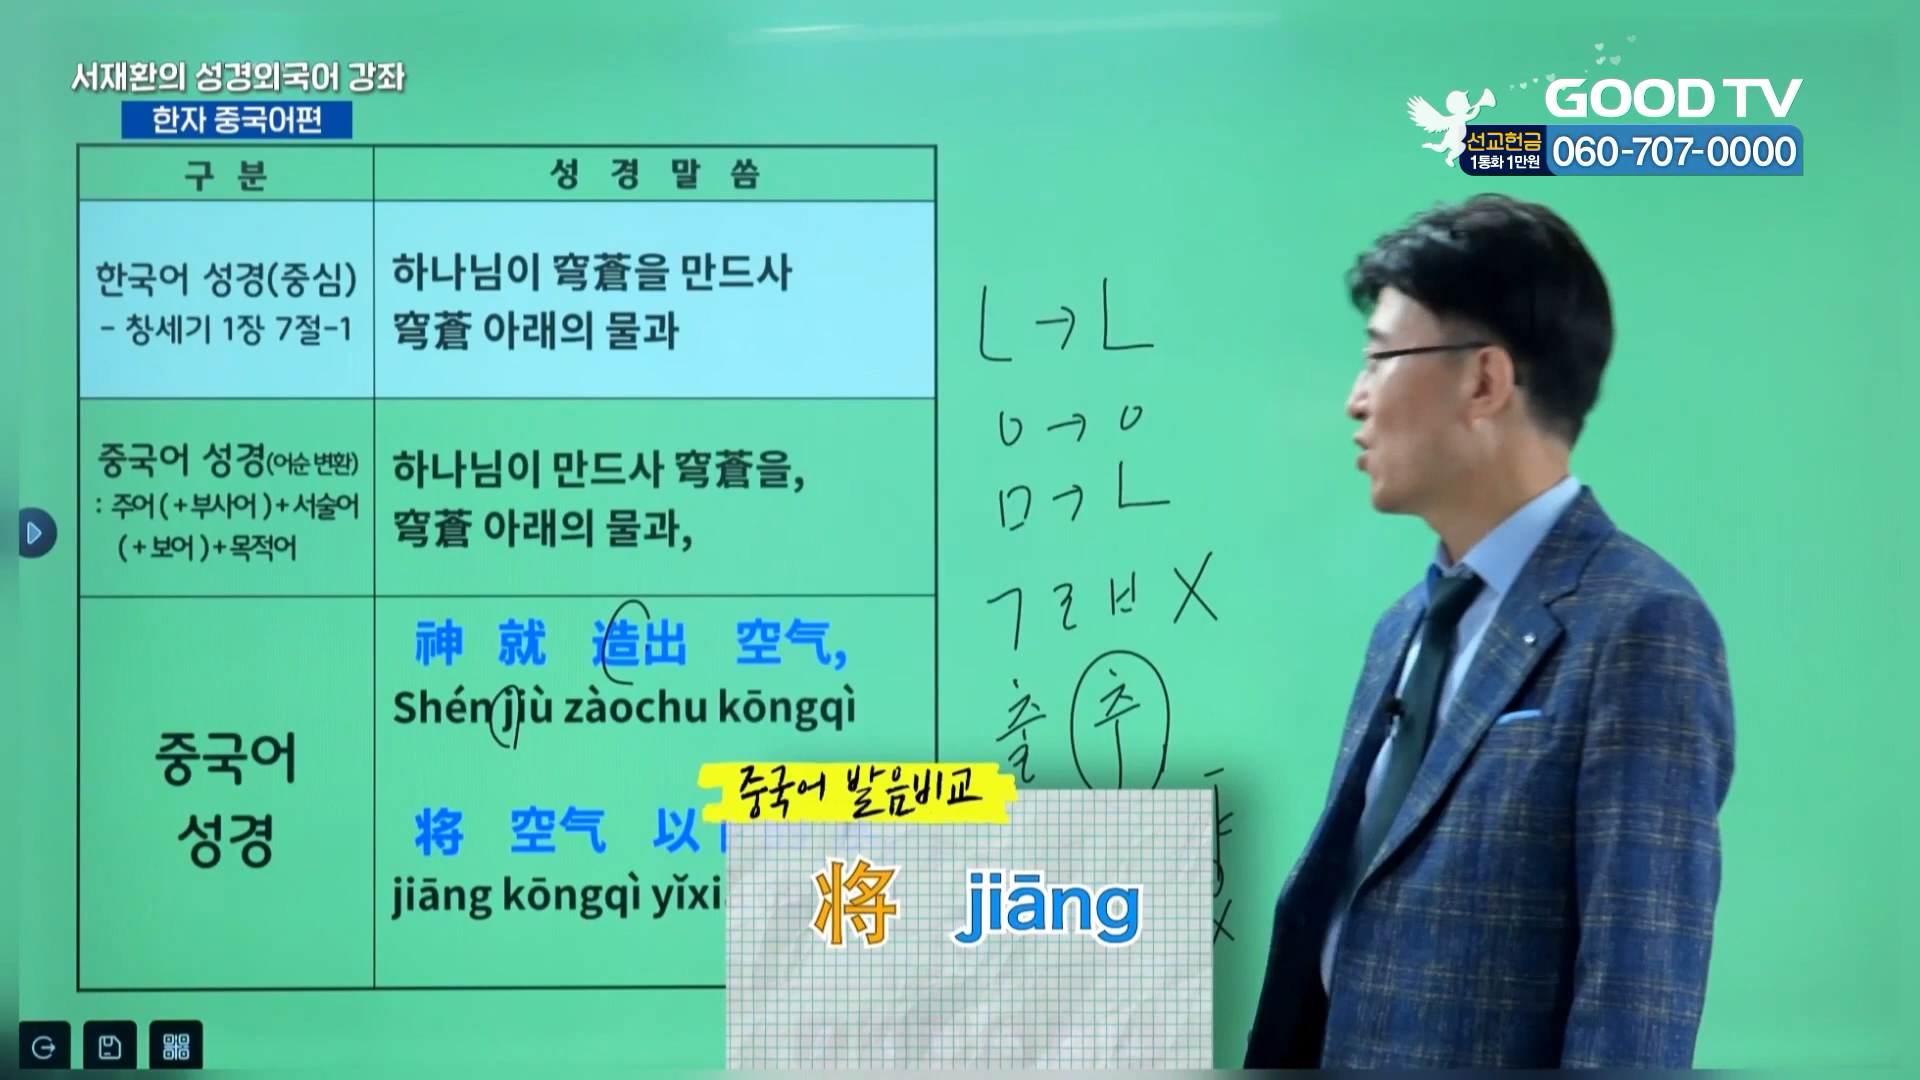 서재환의 성경외국어 강좌
한자 중국어편
GOOD TV
선교헌금
1통화 1만원
060-707-0000
구 분
성 경 말 씀
한국어 성경(중심)
- 창세기 1장 7절-1
하나님이 穹蒼을 만드사
穹蒼 아래의 물과
중국어 성경(어순 변환)
: 주어 ( + 부사어 ) + 서술어
( + 보어 ) + 목적어
하나님이 만드사 穹蒼을,
穹蒼 아래의 물과,
중국어
성경
神 就 造出 空气,
Shén jiù zàochu kōngqì
将 空气 以
jiāng kōngqì yǐxi
ㄴ → ㄴ
ㅇ → ㅇ
ㅁ → ㄴ
ㄱ ㄹ ㅂ X
출 추
중국어 발음비교
将 jiāng